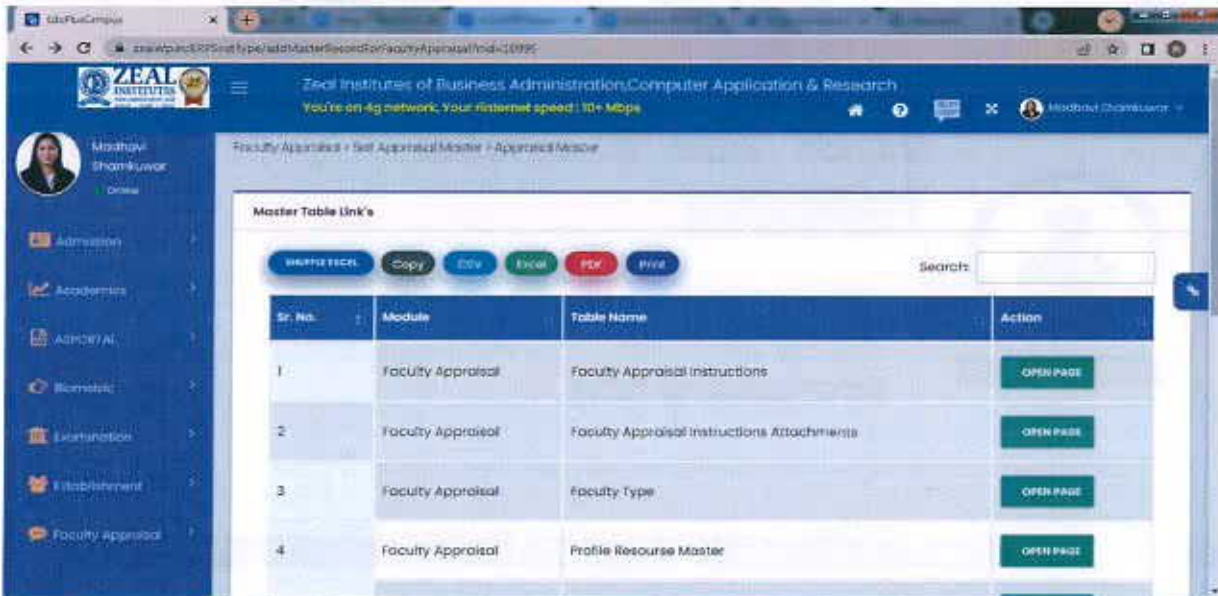 EduPlusCampus
ZEAL
INSTITUTES
Zeal Institutes of Business Administration,Computer Application & Research
You're on 4g network, Your internet speed : 10+ Mbps
Madhavi Shamkuwar
Madhavi
Shamkuwar
Online
Admission
Academics
Biometric
Examination
Establishment
Faculty Appraisal
Faculty Appraisal > Self Appraisal Master > Appraisal Master
Master Table Link's
SHUFFLE EXCEL Copy CSV Excel PDF Print
Search:
Sr. No. Module Table Name Action
1 Faculty Appraisal Faculty Appraisal Instructions OPEN PAGE
2 Faculty Appraisal Faculty Appraisal Instructions Attachments OPEN PAGE
3 Faculty Appraisal Faculty Type OPEN PAGE
4 Faculty Appraisal Profile Resourse Master OPEN PAGE